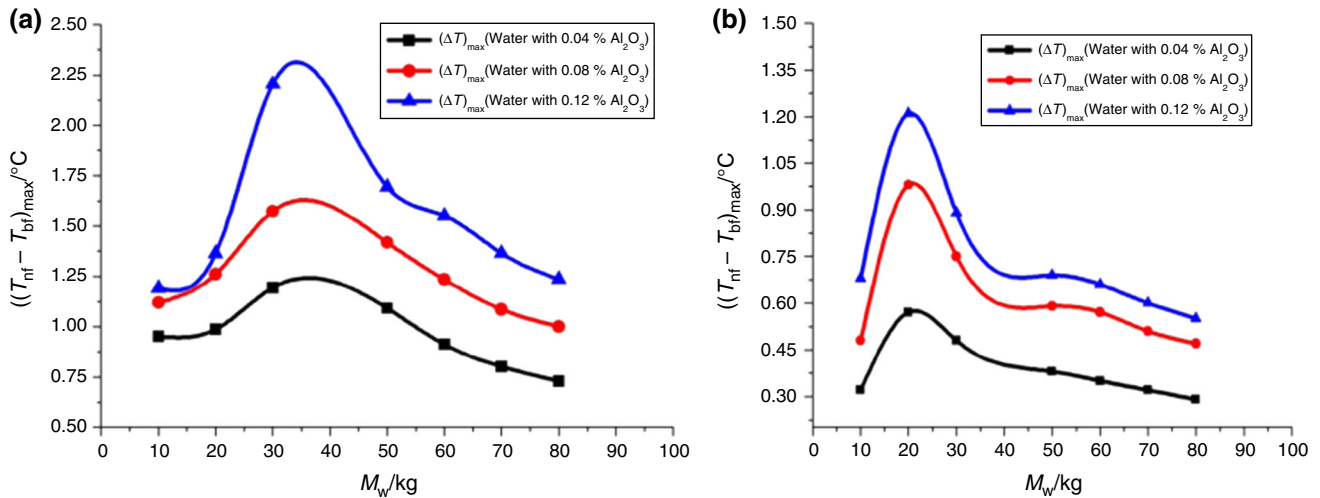 (a)
2.50
2.25
2.00
1.75
1.50
1.25
1.00
0.75
0.50
((T_nf − T_bf)_max/°C
(ΔT)_max(Water with 0.04 % Al₂O₃)
(ΔT)_max(Water with 0.08 % Al₂O₃)
(ΔT)_max(Water with 0.12 % Al₂O₃)
0 10 20 30 40 50 60 70 80 90 100
M_w/kg
(b)
1.50
1.35
1.20
1.05
0.90
0.75
0.60
0.45
0.30
((T_nf − T_bf)_max/°C
(ΔT)_max(Water with 0.04 % Al₂O₃)
(ΔT)_max(Water with 0.08 % Al₂O₃)
(ΔT)_max(Water with 0.12 % Al₂O₃)
0 10 20 30 40 50 60 70 80 90 100
M_w/kg